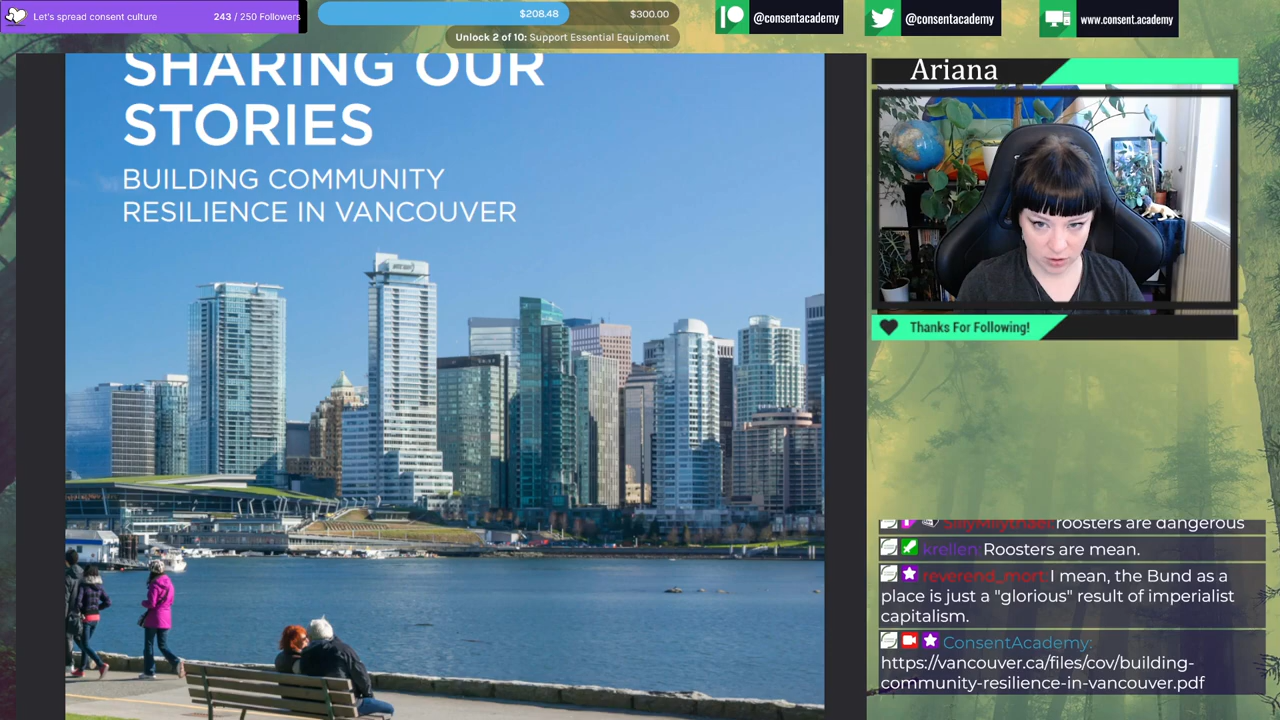 Let's spread consent culture
243 / 250 Followers
$208.48
$300.00
Unlock 2 of 10: Support Essential Equipment
@consentacademy
@consentacademy
www.consent.academy
SHARING OUR
STORIES
BUILDING COMMUNITY
RESILIENCE IN VANCOUVER
Ariana
Thanks For Following!
SillyMilythael roosters are dangerous
krellen: Roosters are mean.
reverend_mort: I mean, the Bund as a
place is just a "glorious" result of imperialist
capitalism.
ConsentAcademy:
https://vancouver.ca/files/cov/building-
community-resilience-in-vancouver.pdf